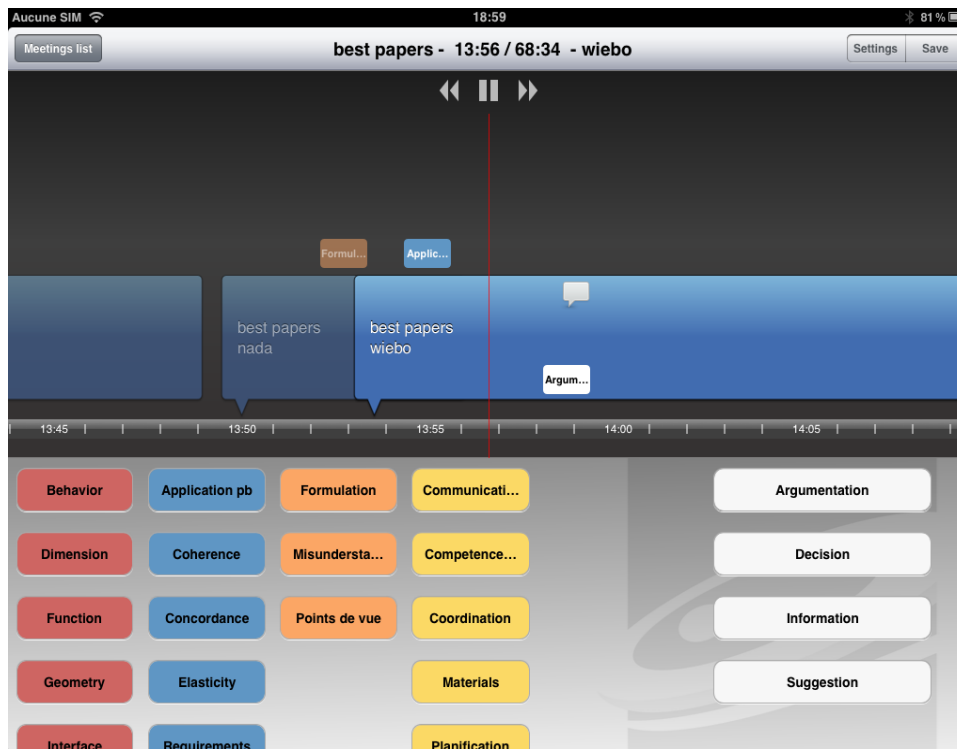 Aucune SIM 18:59 81 %
Meetings list best papers - 13:56 / 68:34 - wiebo Settings Save
Formul... Applic...
best papers best papers
nada wiebo
Argum...
13:45 13:50 13:55 14:00 14:05
Behavior Application pb Formulation Communicati... Argumentation
Dimension Coherence Misundersta... Competence... Decision
Function Concordance Points de vue Coordination Information
Geometry Elasticity Materials Suggestion
Interface Requirements Planification